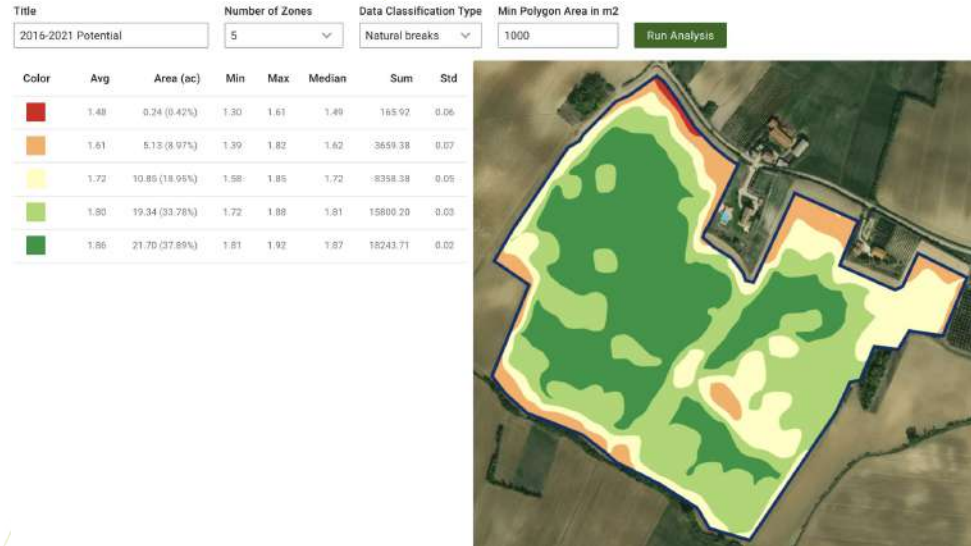 Title Number of Zones Data Classification Type Min Polygon Area in m2
2016-2021 Potential 5 Natural breaks 1000 Run Analysis
Color Avg Area (ac) Min Max Median Sum Std
1.48 0.24 (0.42%) 1.30 1.61 1.49 165.92 0.06
1.61 5.13 (8.97%) 1.39 1.82 1.62 3659.38 0.07
1.72 10.85 (18.95%) 1.58 1.85 1.72 8358.38 0.05
1.80 19.34 (33.78%) 1.72 1.88 1.81 15800.20 0.03
1.86 21.70 (37.89%) 1.81 1.92 1.87 18243.71 0.02